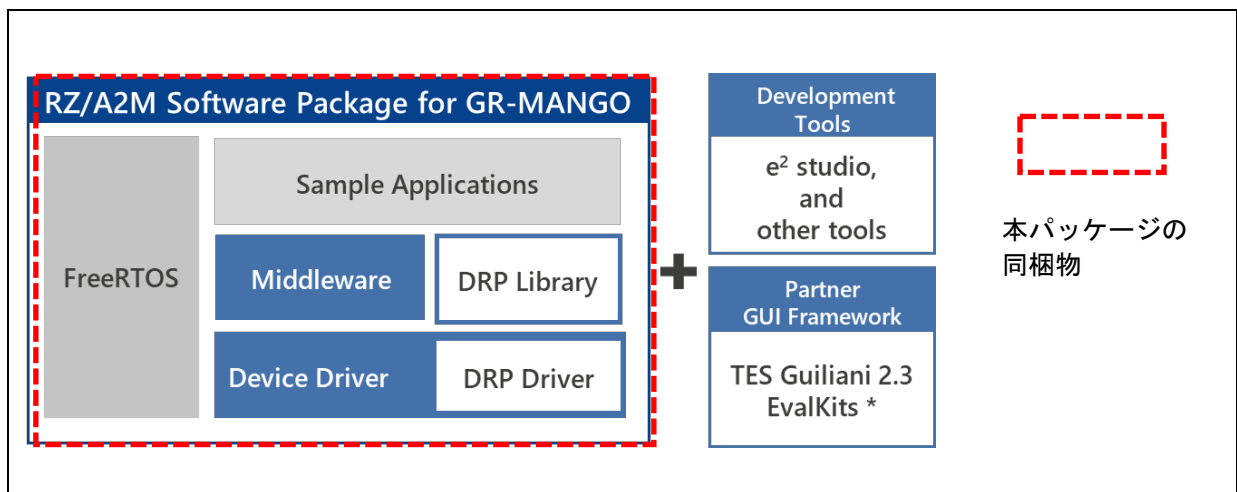 RZ/A2M Software Package for GR-MANGO
FreeRTOS
Sample Applications
Middleware
DRP Library
Device Driver
DRP Driver
+
Development
Tools
e² studio,
and
other tools
Partner
GUI Framework
TES Guiliani 2.3
EvalKits *
本パッケージの
同梱物